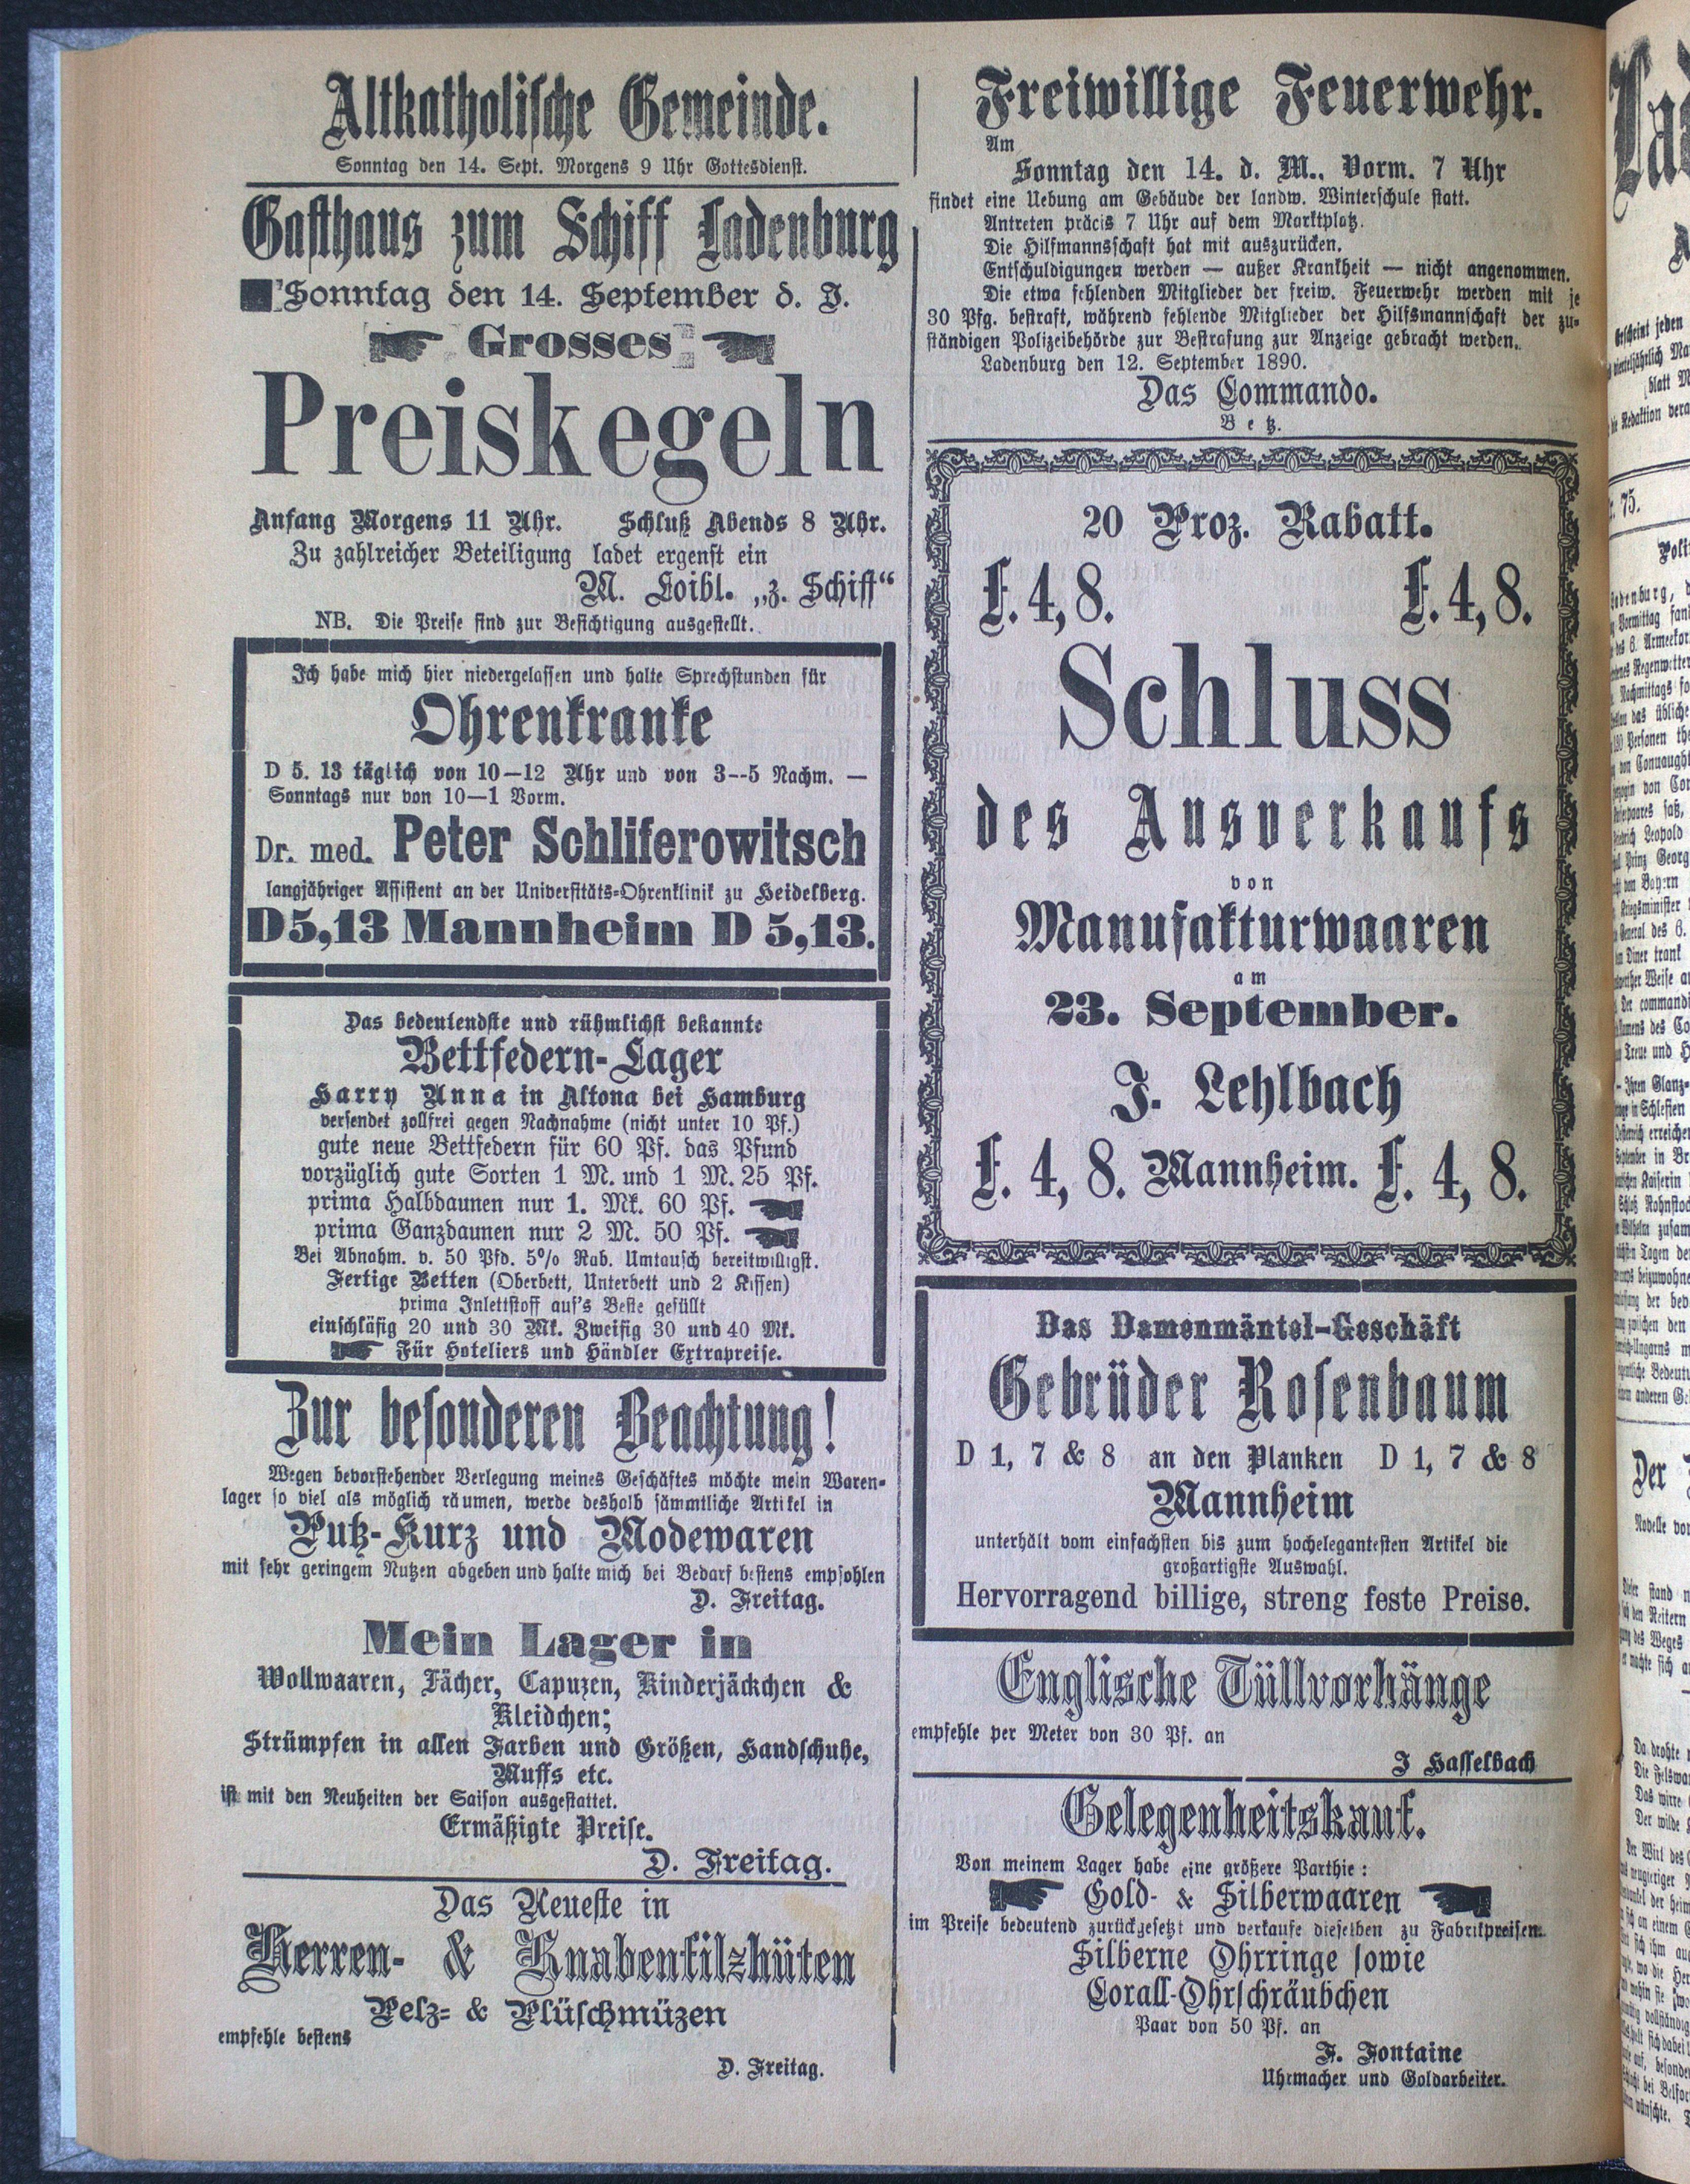 Altkatholische Gemeinde.
Sonntag den 14. Sept. Morgens 9 Uhr Gottesdienst.
Gasthaus zum Schiff Ladenburg
Sonntag den 14. September d. J.
Grosses
Preiskegeln
Anfang Morgens 11 Uhr. Schluß Abends 8 Uhr.
Zu zahlreicher Beteiligung ladet ergenst ein
M. Loibl. „z. Schiff“
NB. Die Preise sind zur Besichtigung ausgestellt.
Ich habe mich hier niedergelassen und halte Sprechstunden für
Ohrenkranke
D 5. 13 täglich von 10—12 Uhr und von 3--5 Nachm. —
Sonntags nur von 10—1 Vorm.
Dr. med. Peter Schliferowitsch
langjähriger Assistent an der Universitäts-Ohrenklinik zu Heidelberg.
D 5,13 Mannheim D 5,13.
Das bedeutendste und rühmlichst bekannte
Bettfedern-Lager
Harry Unna in Altona bei Hamburg
versendet zollfrei gegen Nachnahme (nicht unter 10 Pf.)
gute neue Bettfedern für 60 Pf. das Pfund
vorzüglich gute Sorten 1 M. und 1 M. 25 Pf.
prima Halbdaunen nur 1. Mk. 60 Pf.
prima Ganzdaunen nur 2 M. 50 Pf.
Bei Abnahm. v. 50 Pfd. 5% Rab. Umtausch bereitwilligst.
Fertige Betten (Oberbett, Unterbett und 2 Kissen)
prima Inlettstoff auf's Beste gefüllt
einschläfig 20 und 30 Mk. Zweifig 30 und 40 Mk.
Für Hoteliers und Händler Extrapreise.
Zur besonderen Beachtung!
Wegen bevorstehender Verlegung meines Geschäftes möchte mein Waren-
lager so viel als möglich räumen, werde deshalb sämmtliche Artikel in
Putz-Kurz und Modewaren
mit sehr geringem Nutzen abgeben und halte mich bei Bedarf bestens empfohlen
D. Freitag.
Mein Lager in
Wollwaaren, Fächer, Capuzen, Kinderjäckchen &
Kleidchen;
Strümpfen in allen Farben und Größen, Handschuhe,
Muffs etc.
ist mit den Neuheiten der Saison ausgestattet.
Ermäßigte Preise.
D. Freitag.
Das Neueste in
Herren- & Knabenfilzhüten
Pelz- & Plüschmüzen
empfehle bestens
D. Freitag.
Freiwillige Feuerwehr.
Am
Sonntag den 14. d. M., Vorm. 7 Uhr
findet eine Uebung am Gebäude der landw. Winterschule statt.
Antreten präcis 7 Uhr auf dem Marktplatz.
Die Hilfmannschaft hat mit auszurücken.
Entschuldigungen werden — außer Krankheit — nicht angenommen.
Die etwa fehlenden Mitglieder der freiw. Feuerwehr werden mit je
30 Pfg. bestraft, während fehlende Mitglieder der Hilfsmannschaft der zu-
ständigen Polizeibehörde zur Bestrafung zur Anzeige gebracht werden.
Ladenburg den 12. September 1890.
Das Commando.
Betz.
20 Proz. Rabatt.
F. 4, 8. F. 4, 8.
Schluss
des Ausverkaufs
von
Manufakturwaaren
am
23. September.
J. Lehlbach
F. 4, 8. Mannheim. F. 4, 8.
Das Damenmäntel-Geschäft
Gebrüder Rosenbaum
D 1, 7 & 8 an den Planken D 1, 7 & 8
Mannheim
unterhält vom einfachsten bis zum hochelegantesten Artikel die
großartigste Auswahl.
Hervorragend billige, streng feste Preise.
Englische Tüllvorhänge
empfehle per Meter von 30 Pf. an
J Hasselbach
Gelegenheitskauf.
Von meinem Lager habe eine größere Parthie:
Gold- & Silberwaaren
im Preise bedeutend zurückgesetzt und verkaufe dieselben zu Fabrikpreisen.
Silberne Ohrringe sowie
Corall-Ohrschräubchen
Paar von 50 Pf. an
F. Fontaine
Uhrmacher und Goldarbeiter.